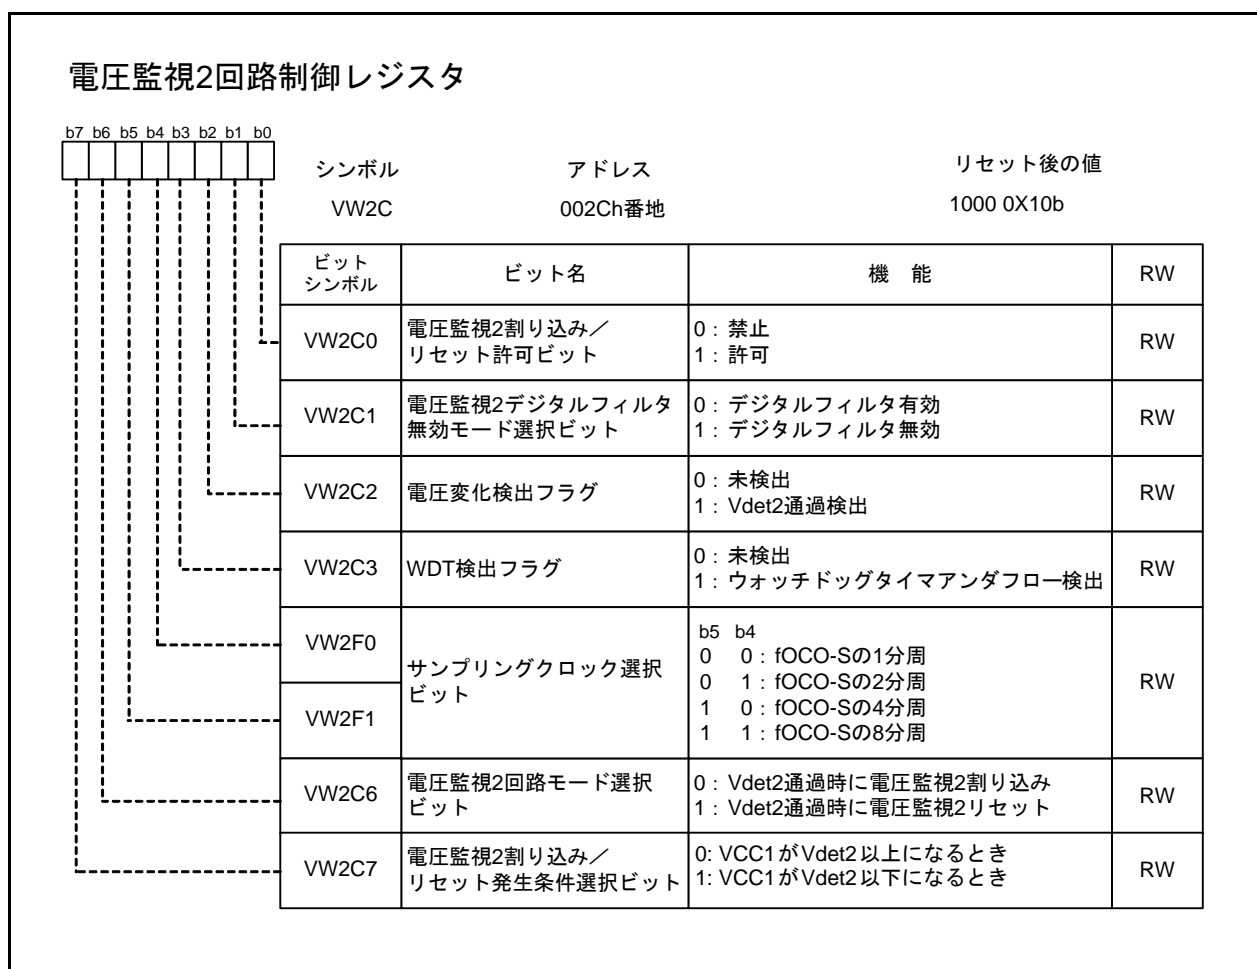 電圧監視2回路制御レジスタ
b7 b6 b5 b4 b3 b2 b1 b0
シンボル アドレス リセット後の値
VW2C 002Ch番地 1000 0X10b
ビット
シンボル
ビット名
機 能
RW
VW2C0
電圧監視2割り込み／
リセット許可ビット
0：禁止
1：許可
RW
VW2C1
電圧監視2デジタルフィルタ
無効モード選択ビット
0：デジタルフィルタ有効
1：デジタルフィルタ無効
RW
VW2C2
電圧変化検出フラグ
0：未検出
1：Vdet2通過検出
RW
VW2C3
WDT検出フラグ
0：未検出
1：ウォッチドッグタイマアンダフロー検出
RW
VW2F0
VW2F1
サンプリングクロック選択
ビット
b5 b4
0 0：fOCO-Sの1分周
0 1：fOCO-Sの2分周
1 0：fOCO-Sの4分周
1 1：fOCO-Sの8分周
RW
VW2C6
電圧監視2回路モード選択
ビット
0：Vdet2通過時に電圧監視2割り込み
1：Vdet2通過時に電圧監視2リセット
RW
VW2C7
電圧監視2割り込み／
リセット発生条件選択ビット
0: VCC1がVdet2以上になるとき
1: VCC1がVdet2以下になるとき
RW